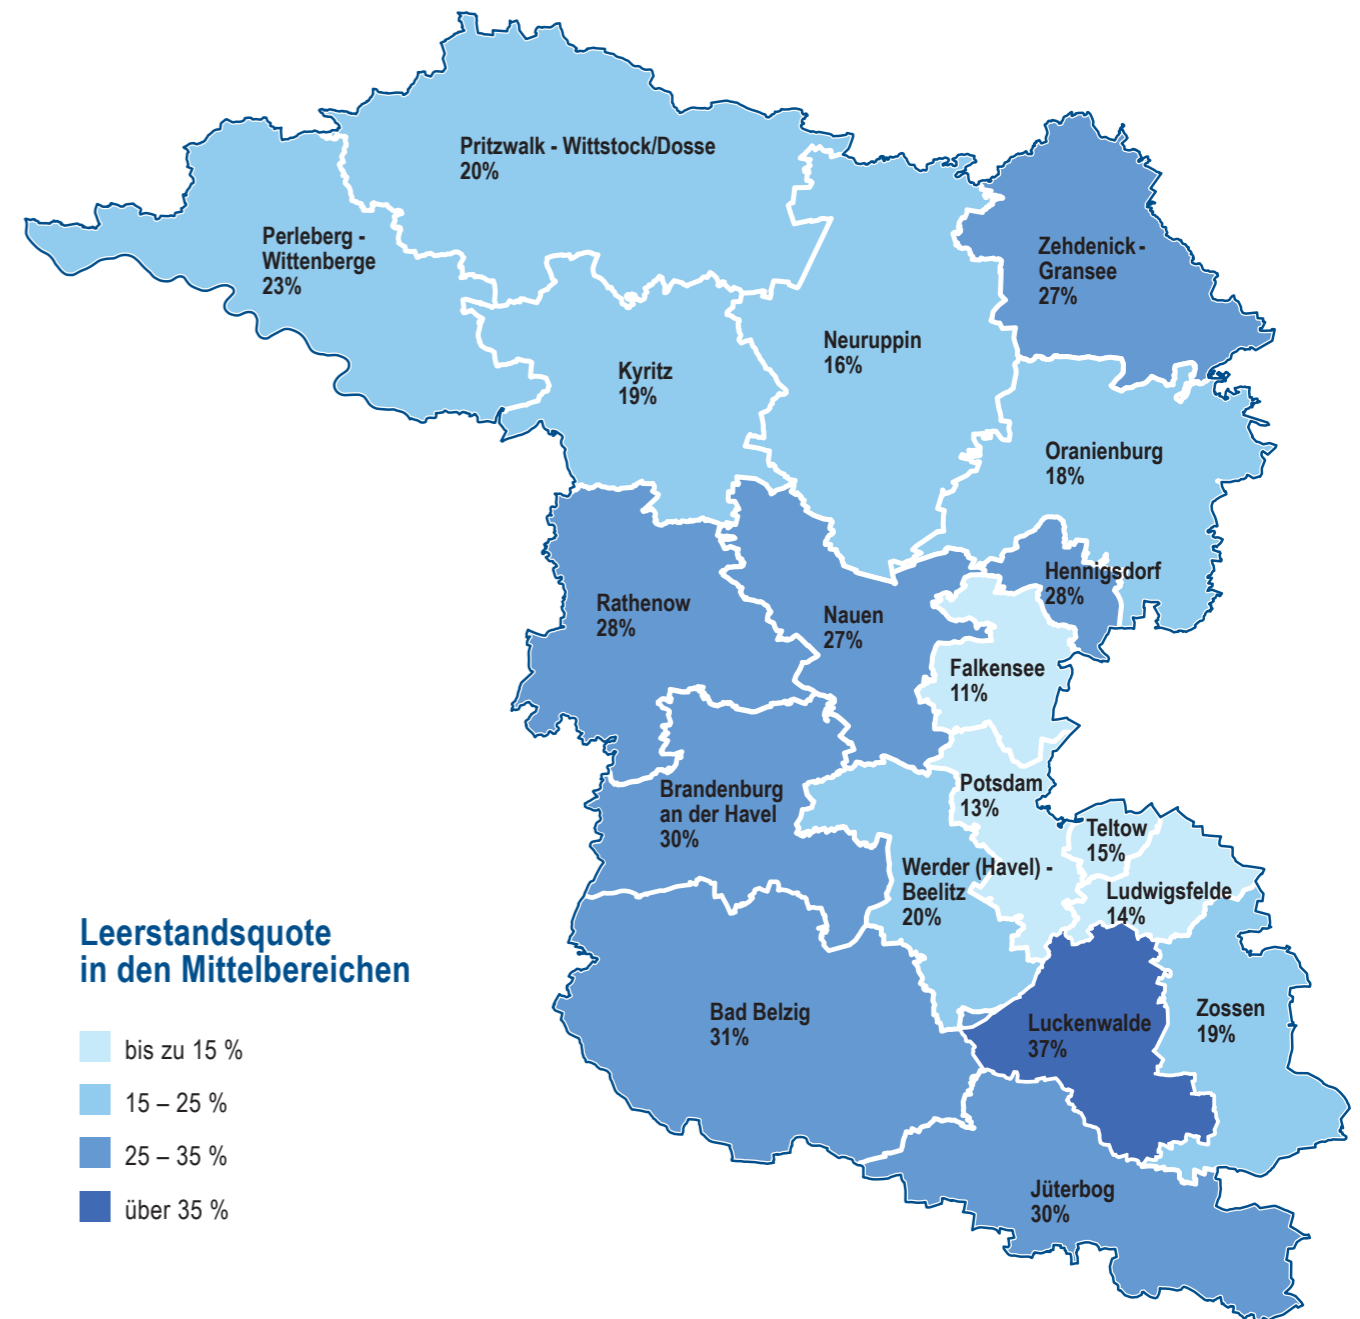 Pritzwalk - Wittstock/Dosse
20%
Perleberg -
Wittenberge
23%
Zehdenick -
Gransee
27%
Neuruppin
16%
Kyritz
19%
Oranienburg
18%
Hennigsdorf
28%
Rathenow
28%
Nauen
27%
Falkensee
11%
Potsdam
13%
Brandenburg
an der Havel
30%
Teltow
15%
Werder (Havel) -
Beelitz
20%
Ludwigsfelde
14%
Leerstandsquote
in den Mittelbereichen
bis zu 15 %
15 – 25 %
25 – 35 %
über 35 %
Bad Belzig
31%
Luckenwalde
37%
Zossen
19%
Jüterbog
30%